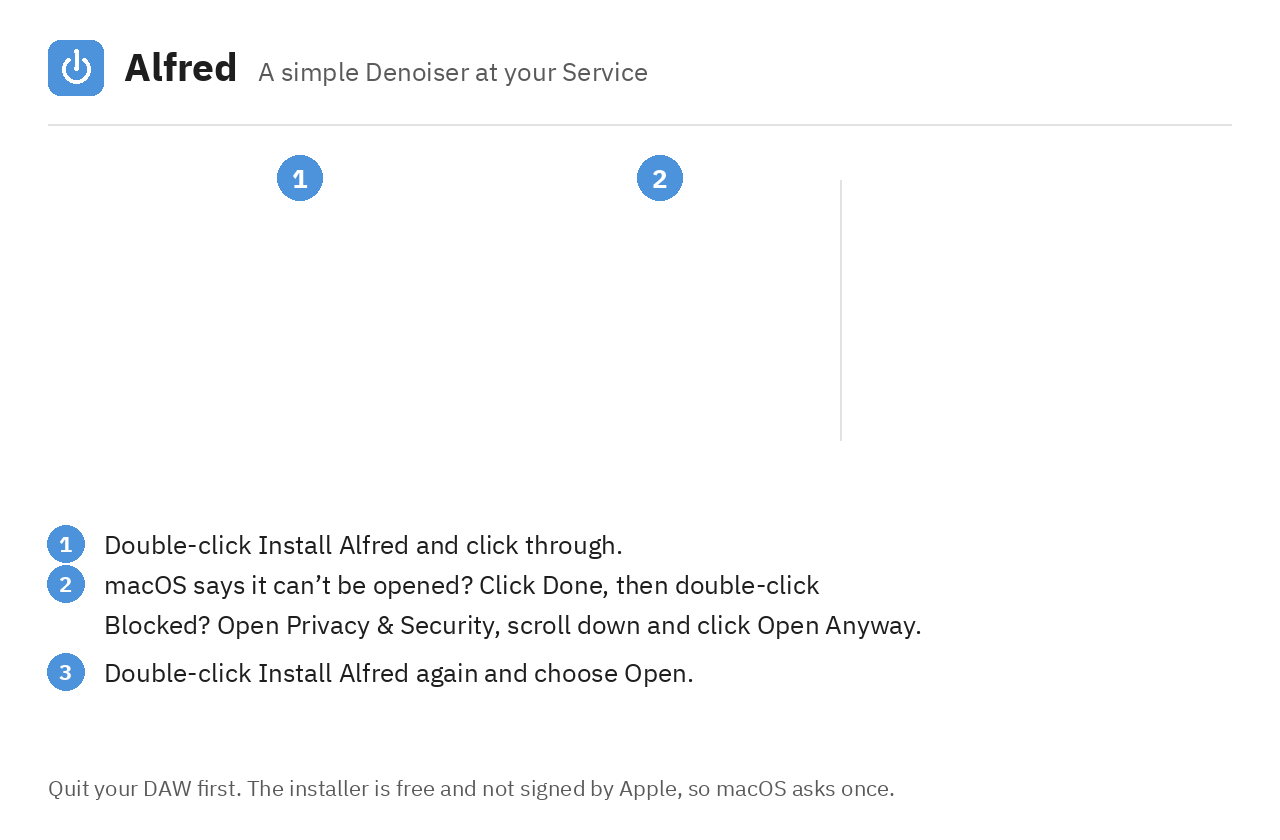 Alfred A simple Denoiser at your Service
1 2
1 Double-click Install Alfred and click through.
2 macOS says it can’t be opened? Click Done, then double-click
Blocked? Open Privacy & Security, scroll down and click Open Anyway.
3 Double-click Install Alfred again and choose Open.
Quit your DAW first. The installer is free and not signed by Apple, so macOS asks once.